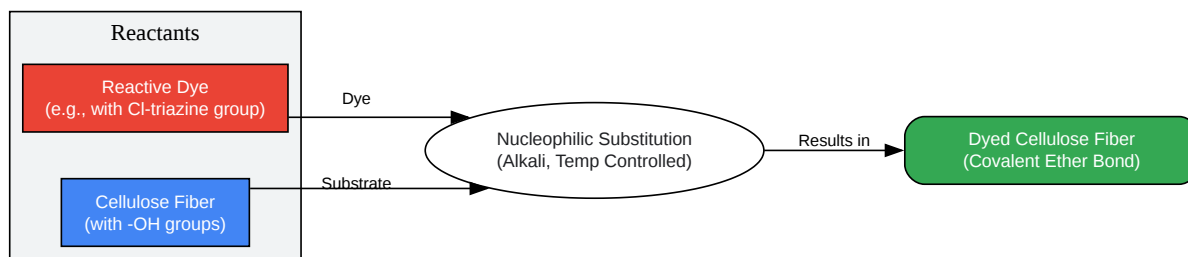 Reactants
Reactive Dye
(e.g., with Cl-triazine group)
Dye
Cellulose Fiber
(with -OH groups)
Substrate
Nucleophilic Substitution
(Alkali, Temp Controlled)
Results in
Dyed Cellulose Fiber
(Covalent Ether Bond)